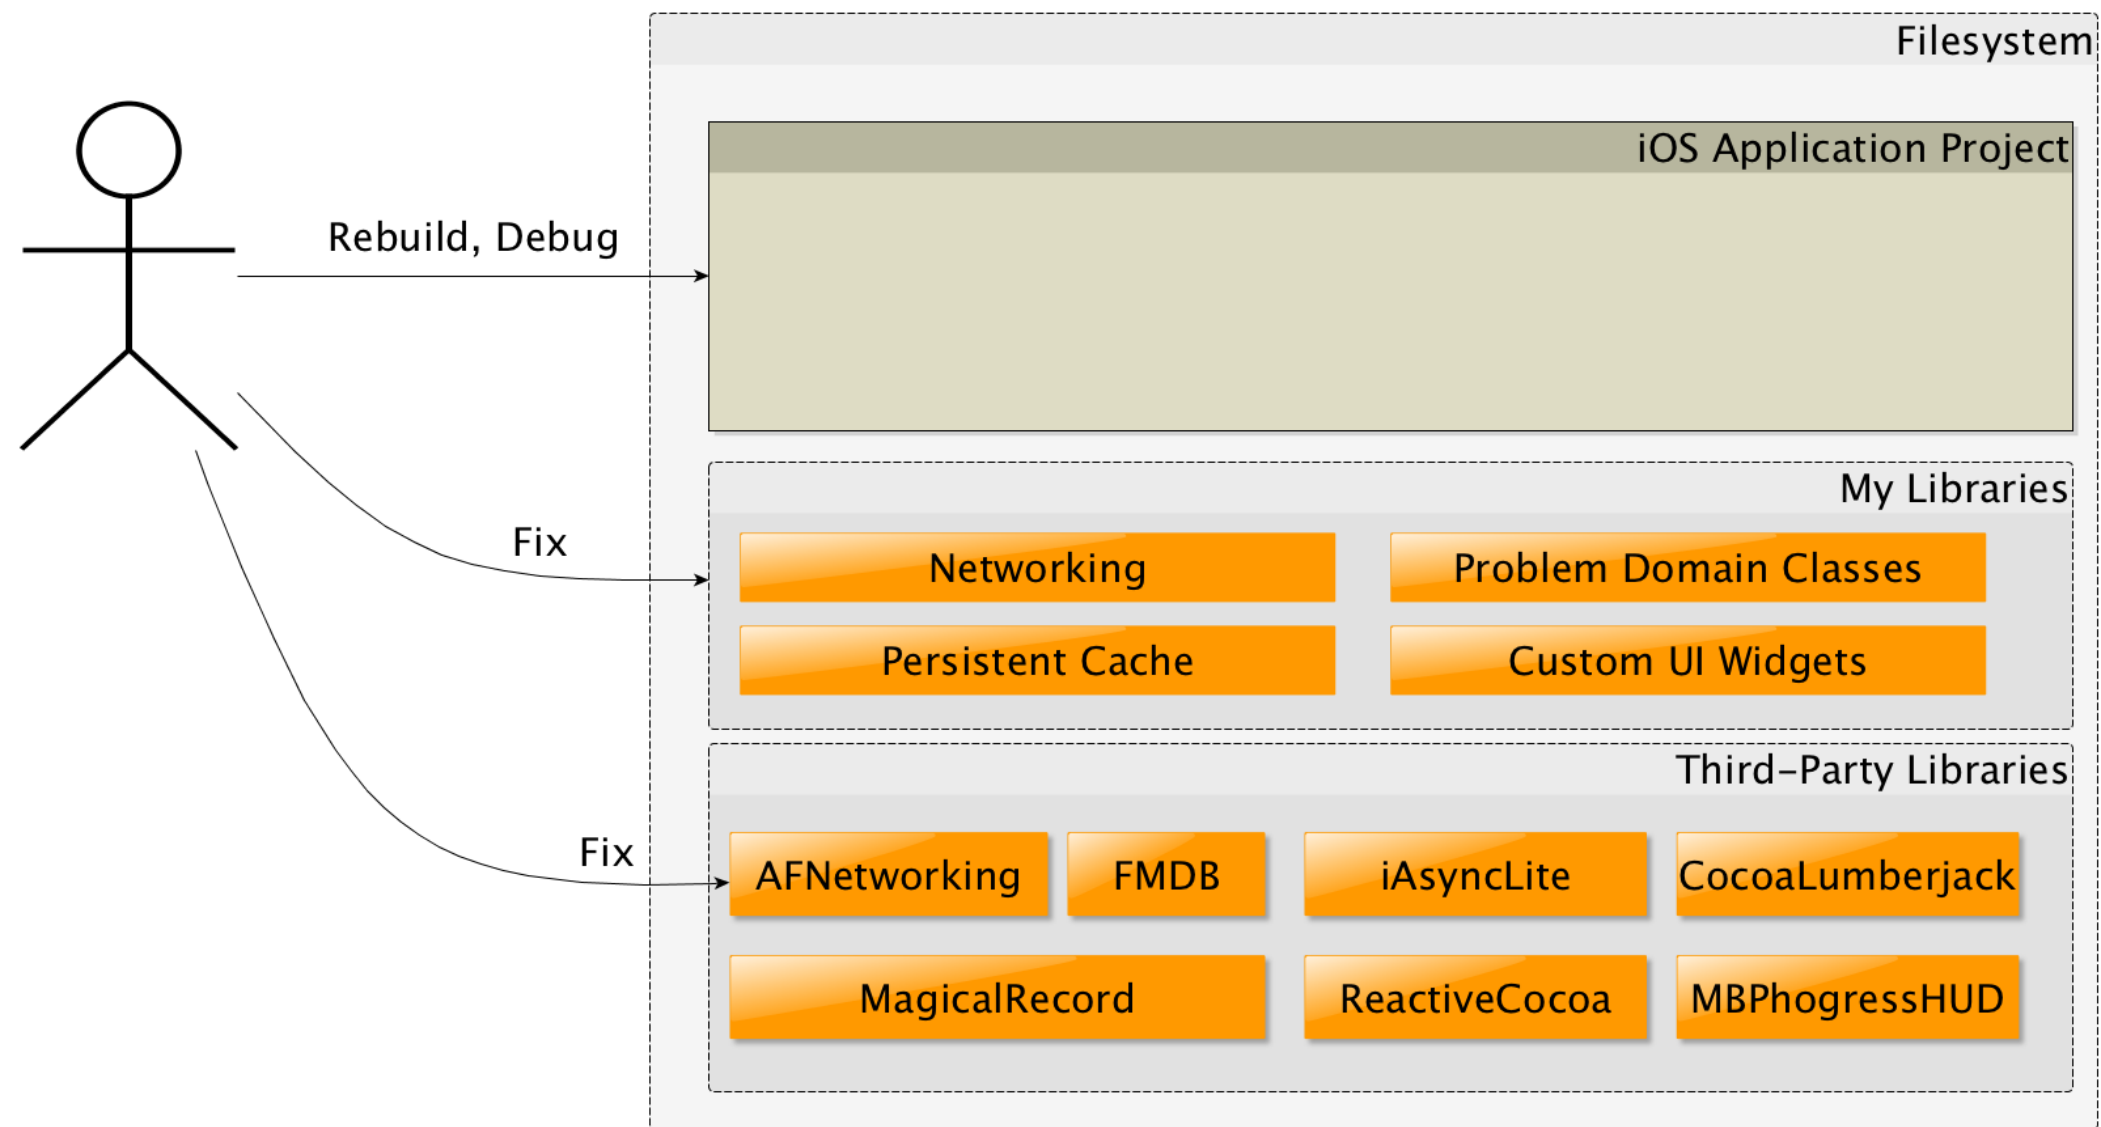 Filesystem
iOS Application Project
Rebuild, Debug
My Libraries
Fix
Networking
Problem Domain Classes
Persistent Cache
Custom UI Widgets
Third-Party Libraries
Fix
AFNetworking
FMDB
iAsyncLite
CocoaLumberjack
MagicalRecord
ReactiveCocoa
MBPhogressHUD